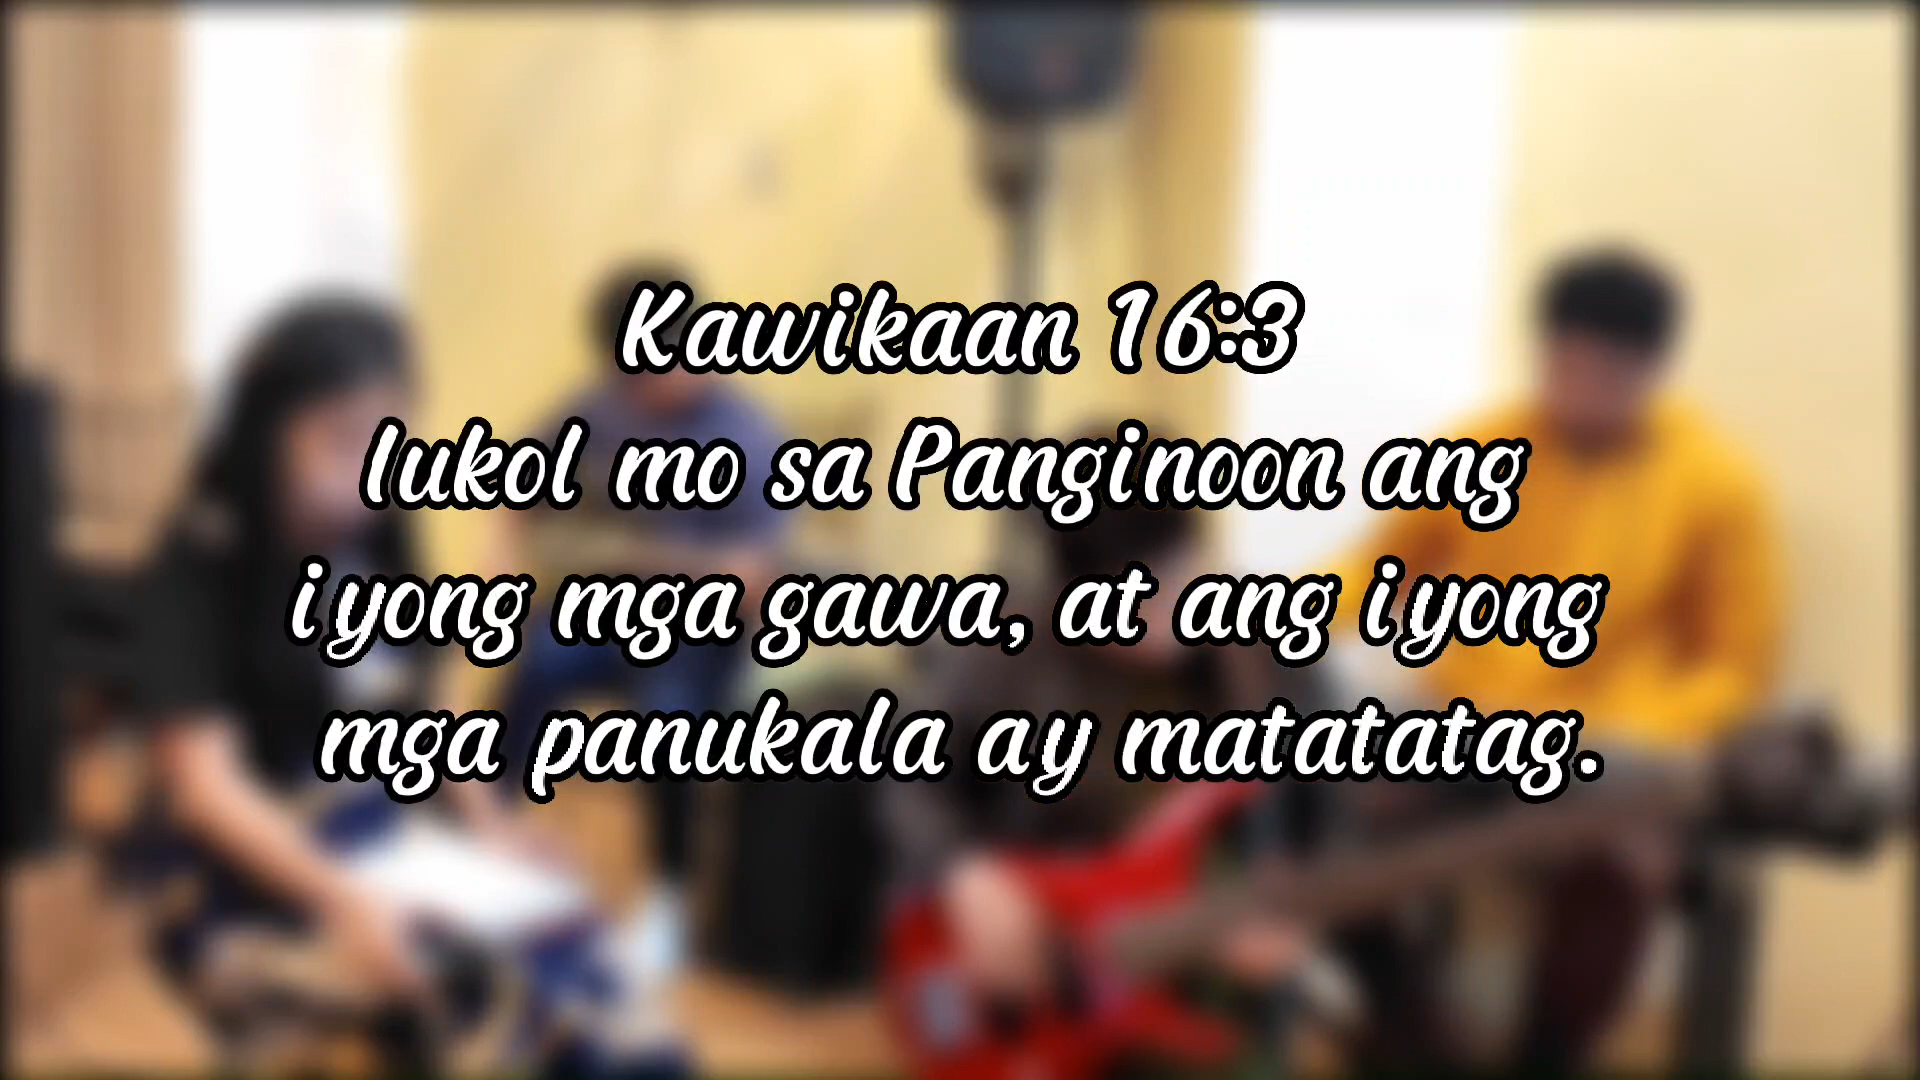 Kawikaan 16:3
Iukol mo sa Panginoon ang
iyong mga gawa, at ang iyong
mga panukala ay matatatag.